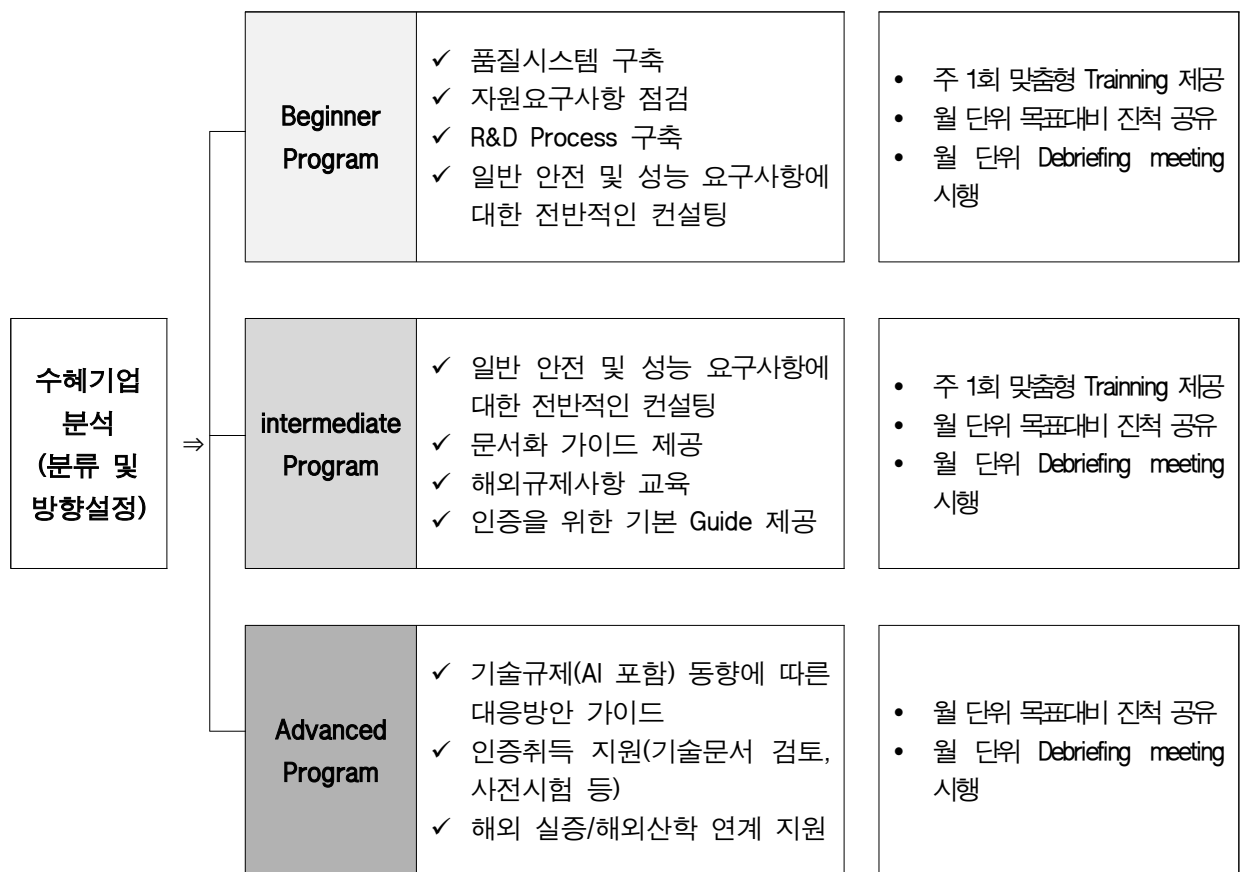 수혜기업
분석
(분류 및
방향설정)
⇒
Beginner
Program
✓ 품질시스템 구축
✓ 자원요구사항 점검
✓ R&D Process 구축
✓ 일반 안전 및 성능 요구사항에
대한 전반적인 컨설팅
• 주 1회 맞춤형 Trainning 제공
• 월 단위 목표대비 진척 공유
• 월 단위 Debriefing meeting
시행
intermediate
Program
✓ 일반 안전 및 성능 요구사항에
대한 전반적인 컨설팅
✓ 문서화 가이드 제공
✓ 해외규제사항 교육
✓ 인증을 위한 기본 Guide 제공
• 주 1회 맞춤형 Trainning 제공
• 월 단위 목표대비 진척 공유
• 월 단위 Debriefing meeting
시행
Advanced
Program
✓ 기술규제(AI 포함) 동향에 따른
대응방안 가이드
✓ 인증취득 지원(기술문서 검토,
사전시험 등)
✓ 해외 실증/해외산학 연계 지원
• 월 단위 목표대비 진척 공유
• 월 단위 Debriefing meeting
시행